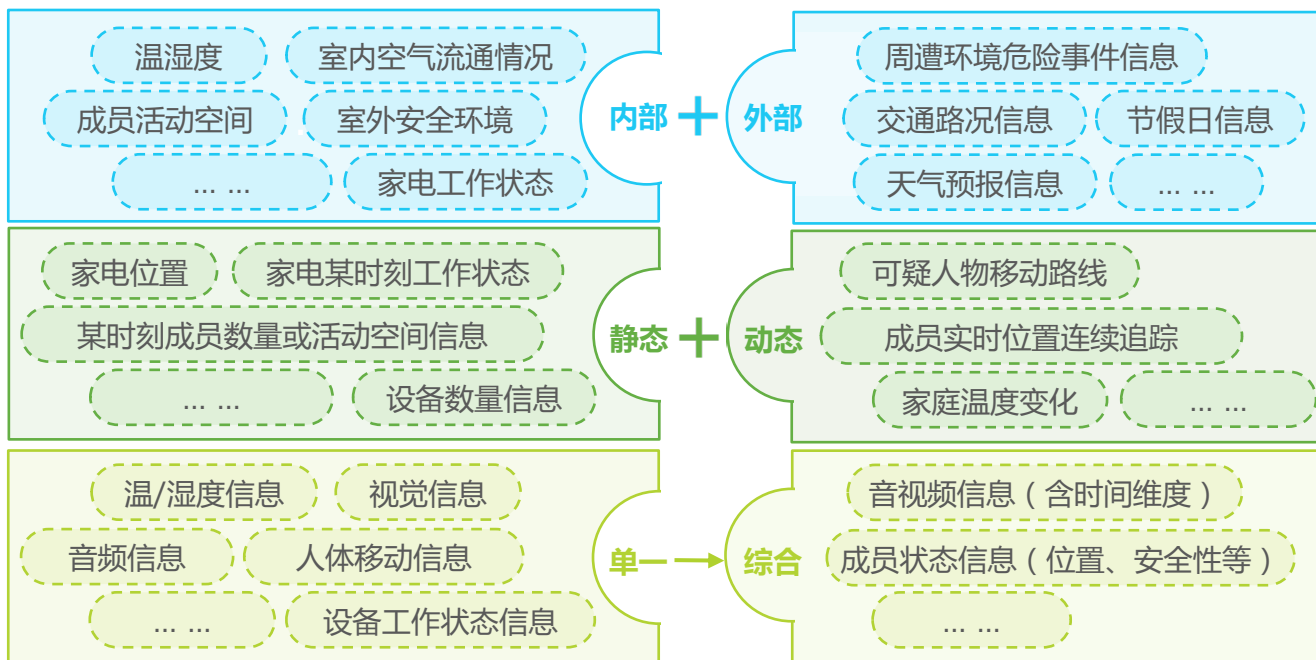 温湿度
室内空气流通情况
成员活动空间
室外安全环境
... ...
家电工作状态
内部
+
外部
周遭环境危险事件信息
交通路况信息
节假日信息
天气预报信息
... ...
家电位置
家电某时刻工作状态
某时刻成员数量或活动空间信息
... ...
设备数量信息
静态
+
动态
可疑人物移动路线
成员实时位置连续追踪
家庭温度变化
... ...
温/湿度信息
视觉信息
音频信息
人体移动信息
... ...
设备工作状态信息
单一
综合
音视频信息（含时间维度）
成员状态信息（位置、安全性等）
... ...